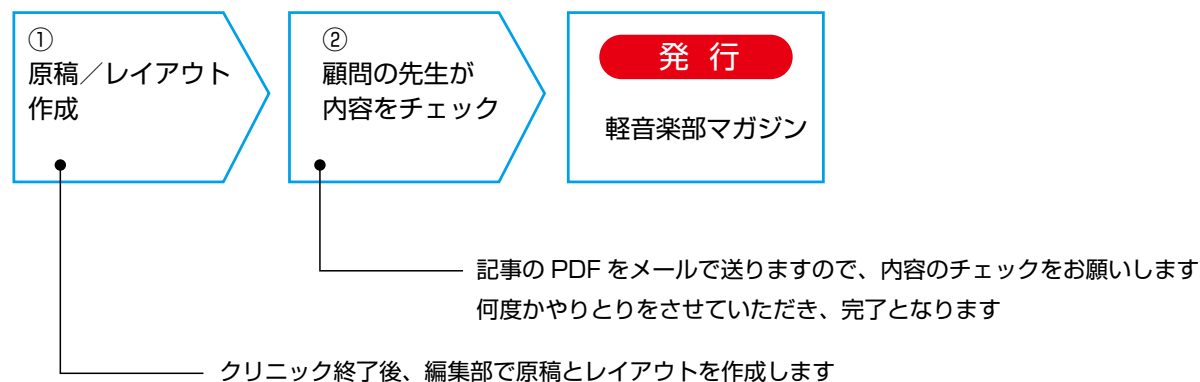 ①
原稿／レイアウト
作成
②
顧問の先生が
内容をチェック
発行
軽音楽部マガジン
記事の PDF をメールで送りますので、内容のチェックをお願いします
何度かやりとりをさせていただき、完了となります
クリニック終了後、編集部で原稿とレイアウトを作成します